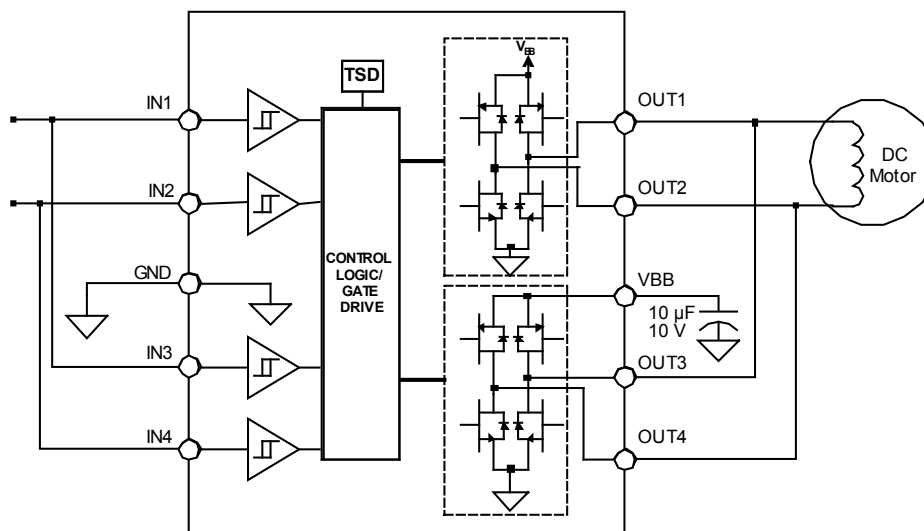 V_BB
TSD
IN1
OUT1
DC
Motor
IN2
OUT2
CONTROL
LOGIC/
GATE
DRIVE
GND
VBB
10 µF
10 V
IN3
OUT3
IN4
OUT4